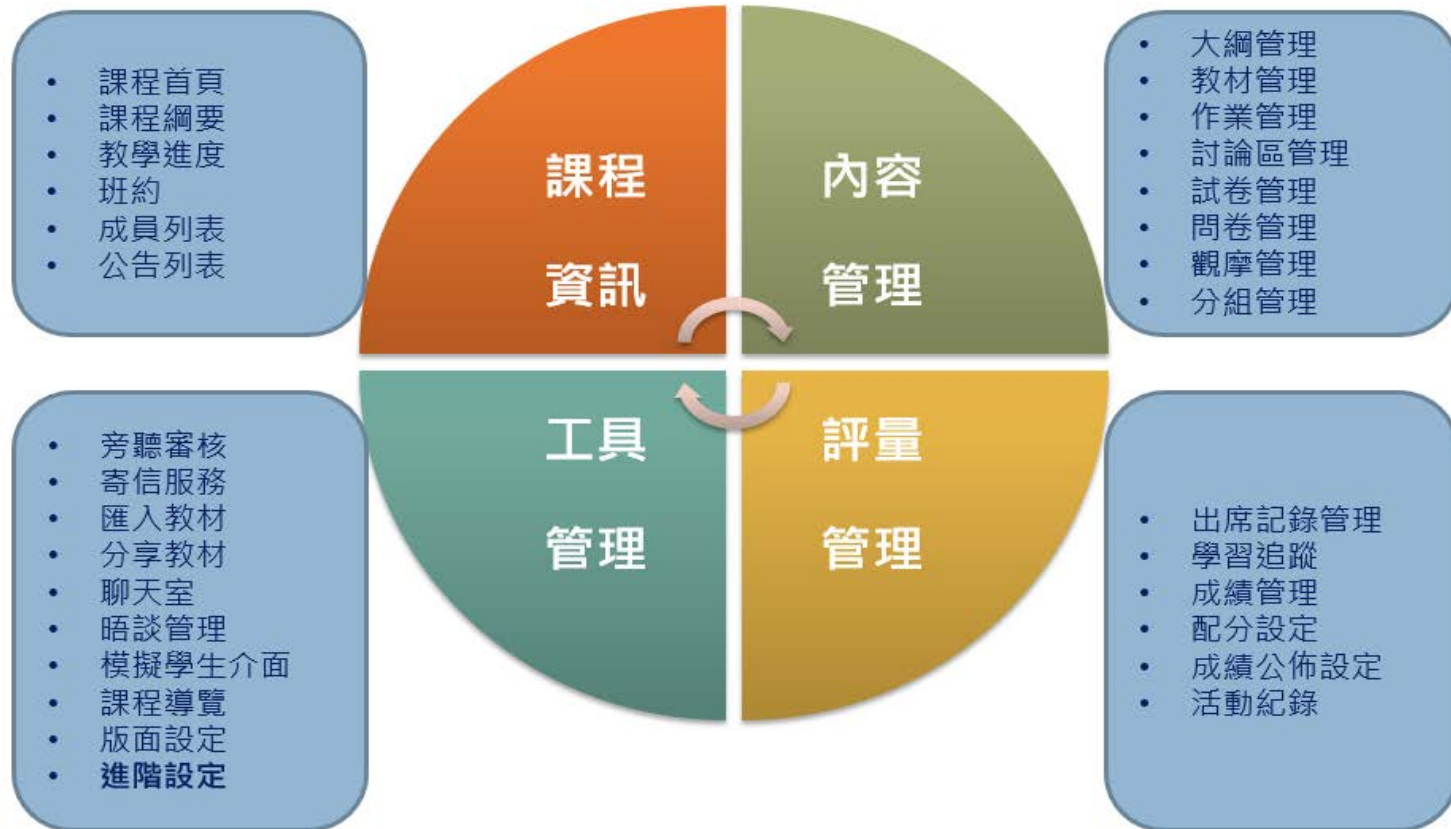 • 課程首頁
• 課程綱要
• 教學進度
• 班約
• 成員列表
• 公告列表
課程
資訊
內容
管理
• 大綱管理
• 教材管理
• 作業管理
• 討論區管理
• 試卷管理
• 問卷管理
• 觀摩管理
• 分組管理
• 旁聽審核
• 寄信服務
• 匯入教材
• 分享教材
• 聊天室
• 晤談管理
• 模擬學生介面
• 課程導覽
• 版面設定
• 進階設定
工具
管理
評量
管理
• 出席記錄管理
• 學習追蹤
• 成績管理
• 配分設定
• 成績公佈設定
• 活動紀錄